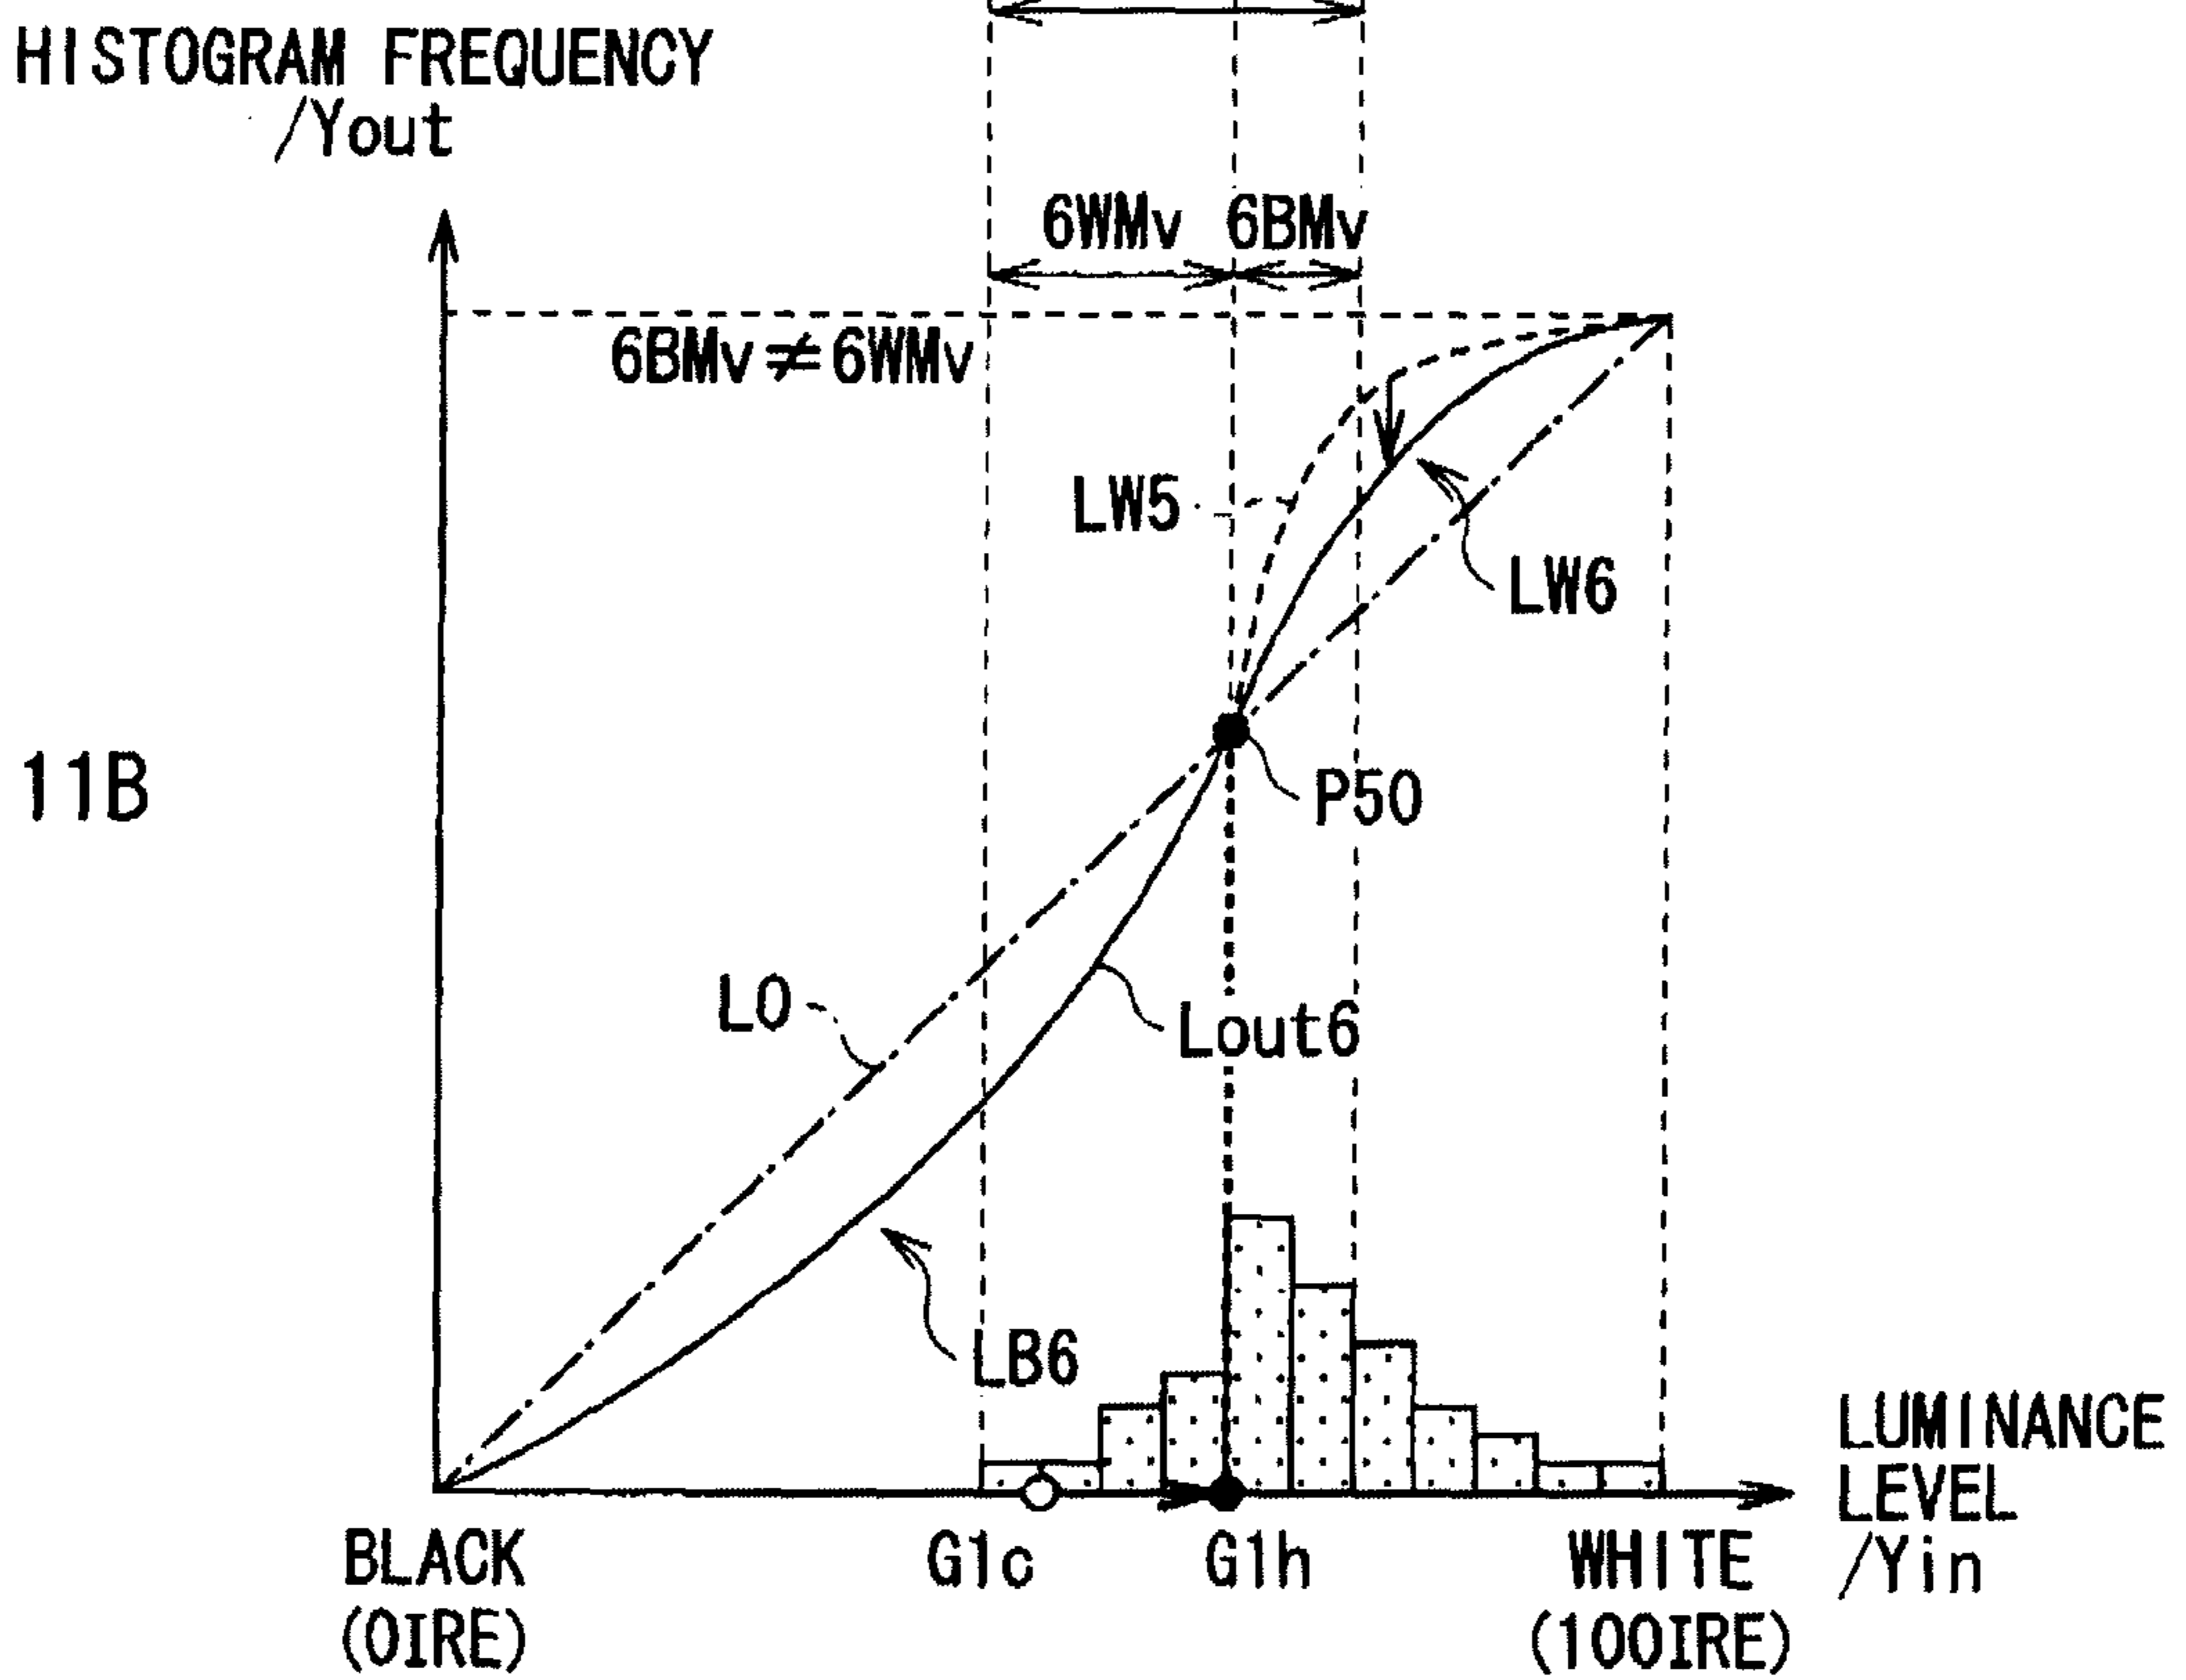 HISTOGRAM FREQUENCY
/Yout
6WMv 6BMv
6BMv≠6WMv
LW5
LW6
11B
P50
L0
Lout6
LB6
LUMINANCE
LEVEL
/Yin
G1c
G1h
BLACK
(0IRE)
WHITE
(100IRE)